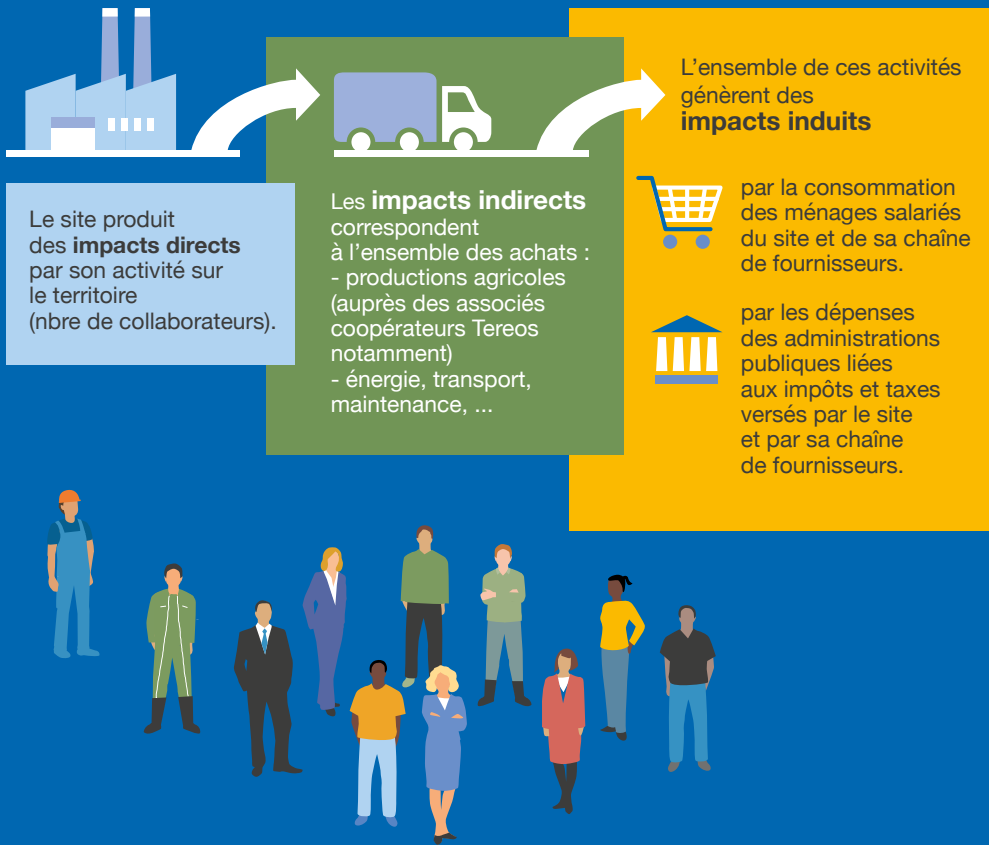 Le site produit
des impacts directs
par son activité sur
le territoire
(nbre de collaborateurs).
Les impacts indirects
correspondent
à l’ensemble des achats :
- productions agricoles
(auprès des associés
coopérateurs Tereos
notamment)
- énergie, transport,
maintenance, ...
L’ensemble de ces activités
génèrent des
impacts induits
par la consommation
des ménages salariés
du site et de sa chaîne
de fournisseurs.
par les dépenses
des administrations
publiques liées
aux impôts et taxes
versés par le site
et par sa chaîne
de fournisseurs.